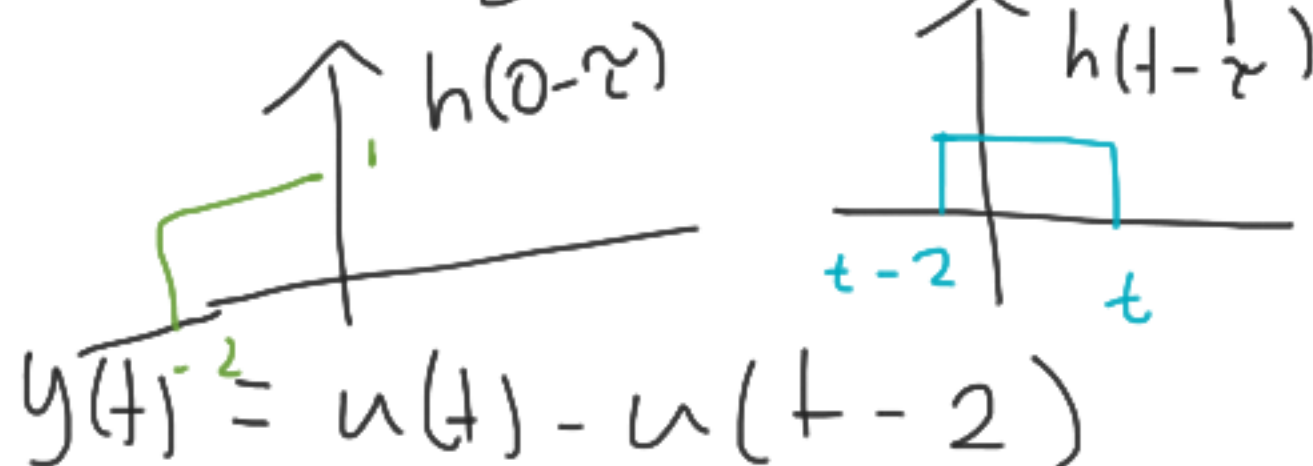 h(0-τ)
h(t-τ)
1
t-2
t
-2
y(t) = u(t) - u(t-2)